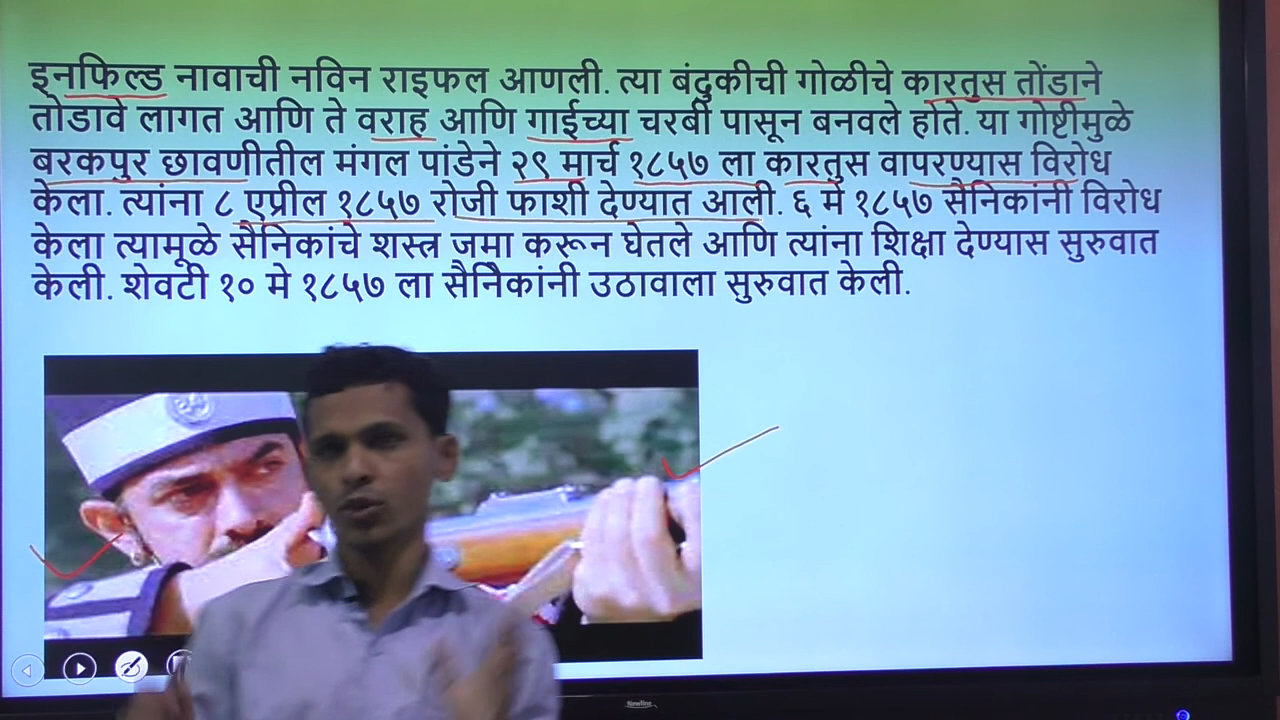 इनफिल्ड नावाची नविन राइफल आणली. त्या बंदुकीची गोळीचे कारतुस तोंडाने
तोडावे लागत आणि ते वराह आणि गाईच्या चरबी पासून बनवले होते. या गोष्टीमुळे
बरकपुर छावणीतील मंगल पांडेने २९ मार्च १८५७ ला कारतुस वापरण्यास विरोध
केला. त्यांना ८ एप्रील १८५७ रोजी फाशी देण्यात आली. ६ मे १८५७ सैनिकांनी विरोध
केला त्यामूळे सैनिकांचे शस्त्र जमा करून घेतले आणि त्यांना शिक्षा देण्यास सुरुवात
केली. शेवटी १० मे १८५७ ला सैनिकांनी उठावाला सुरुवात केली.
Newline